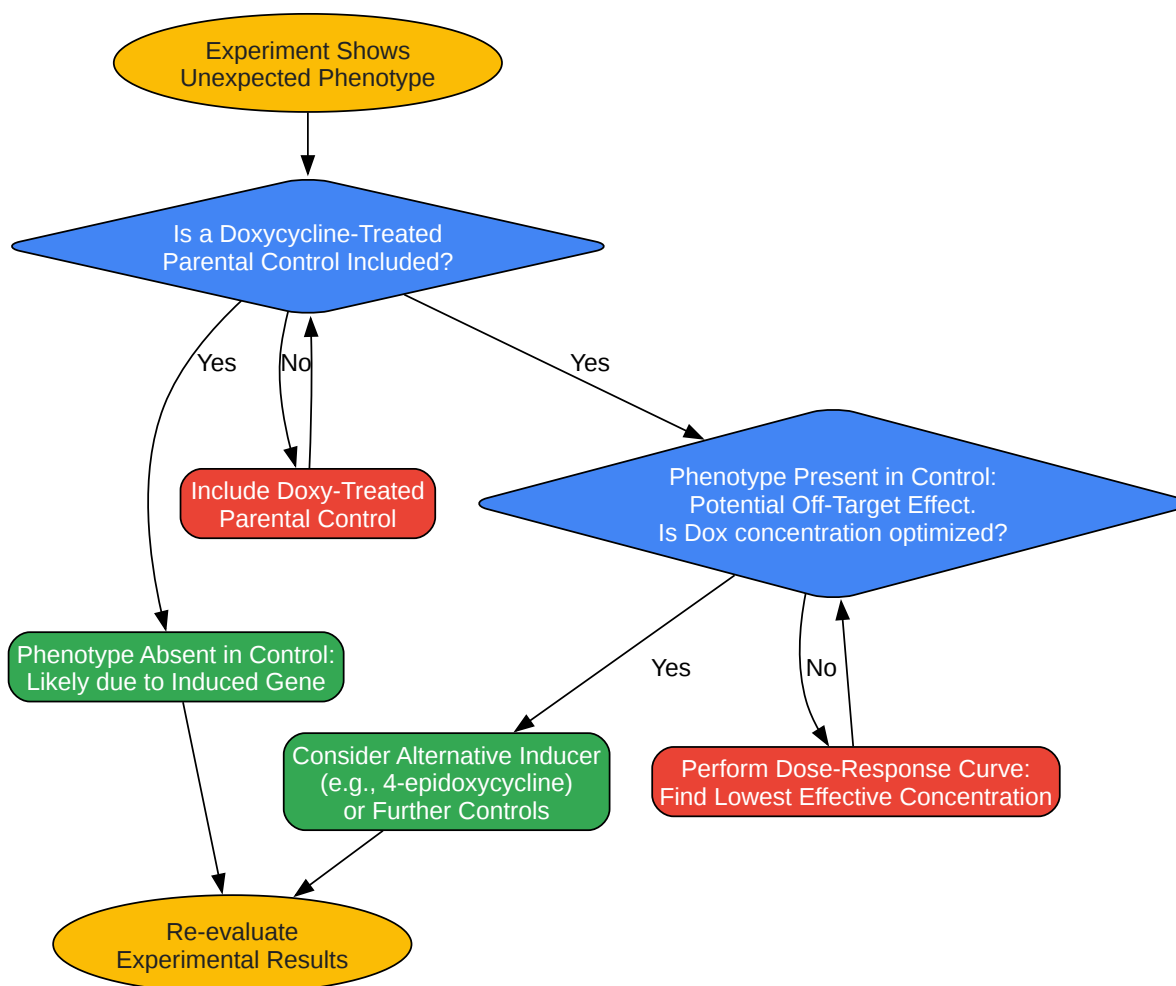 Experiment Shows
Unexpected Phenotype
Is a Doxycycline-Treated
Parental Control Included?
Yes
No
Yes
Include Doxy-Treated
Parental Control
Phenotype Present in Control:
Potential Off-Target Effect.
Is Dox concentration optimized?
Phenotype Absent in Control:
Likely due to Induced Gene
Yes
No
Consider Alternative Inducer
(e.g., 4-epidoxycycline)
or Further Controls
Perform Dose-Response Curve:
Find Lowest Effective Concentration
Re-evaluate
Experimental Results